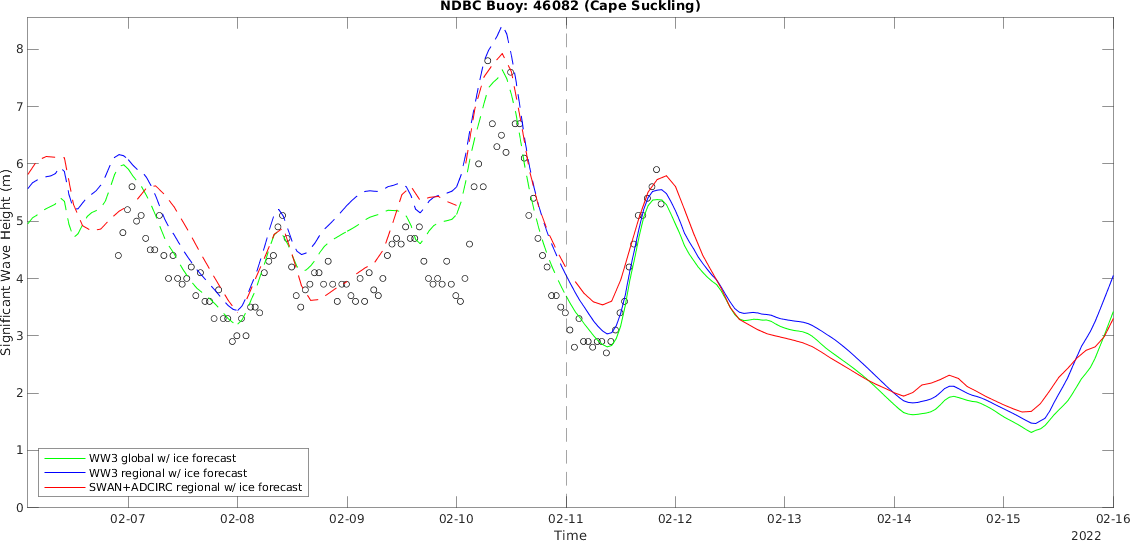 NDBC Buoy: 46082 (Cape Suckling)
Significant Wave Height (m)
8
7
6
5
4
3
2
1
0
WW3 global w/ ice forecast
WW3 regional w/ ice forecast
SWAN+ADCIRC regional w/ ice forecast
02-07 02-08 02-09 02-10 02-11 02-12 02-13 02-14 02-15 02-16
Time
2022